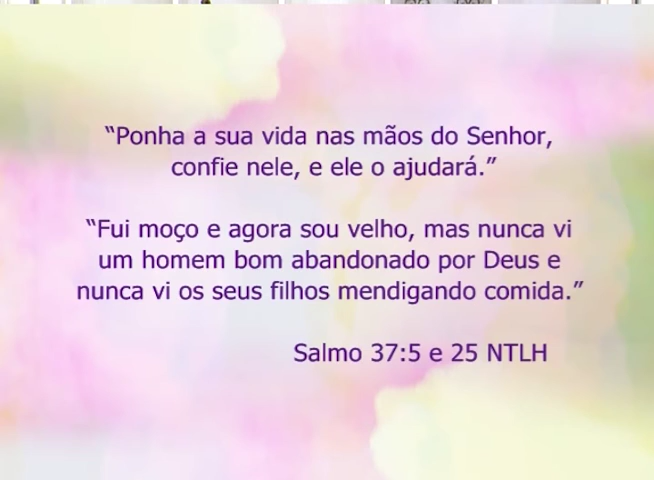 “Ponha a sua vida nas mãos do Senhor,
confie nele, e ele o ajudará.”
“Fui moço e agora sou velho, mas nunca vi
um homem bom abandonado por Deus e
nunca vi os seus filhos mendigando comida.”
Salmo 37:5 e 25 NTLH